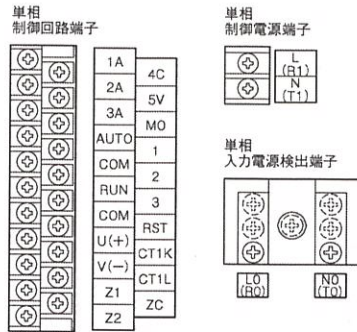 単相
制御回路端子
1A
2A
3A
AUTO
COM
RUN
COM
U(+)
V(−)
Z1
Z2
4C
5V
MO
1
2
3
RST
CT1K
CT1L
ZC
単相
制御電源端子
L
(R1)
N
(T1)
単相
入力電源検出端子
L0
(R0)
N0
(T0)